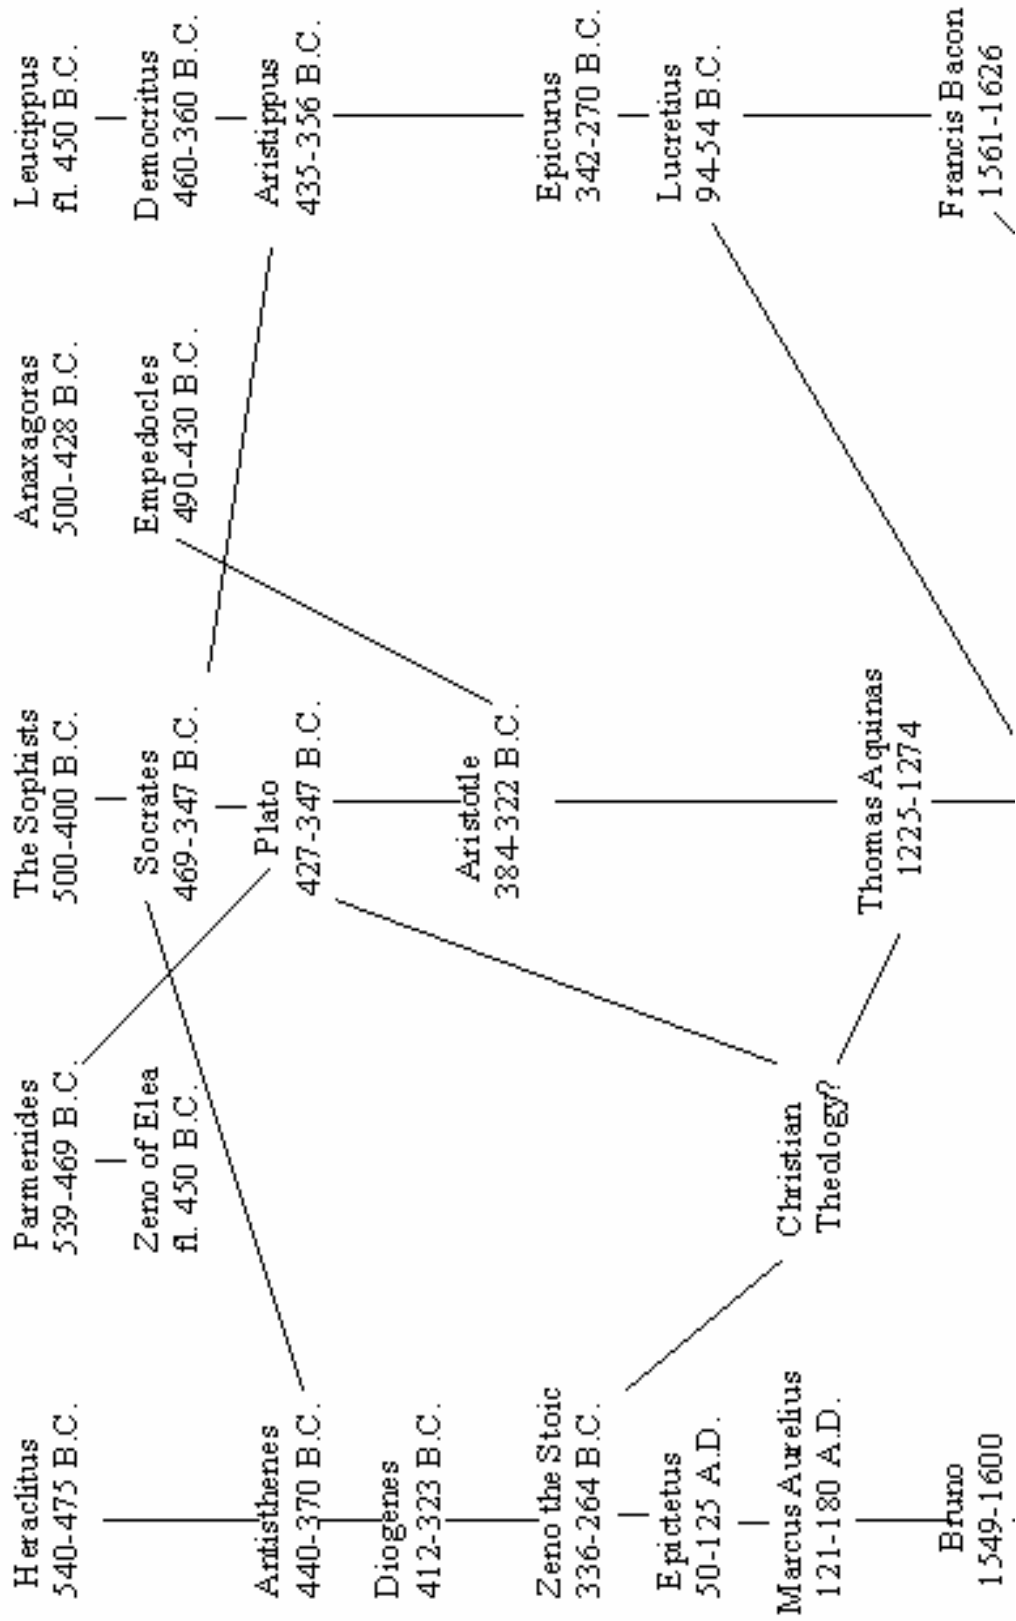 Heraclitus
540-475 B.C.
Parmenides
539-469 B.C.
The Sophists
500-400 B.C.
Anaxagoras
500-428 B.C.
Leucippus
fl. 450 B.C.
Zeno of Elea
fl. 450 B.C.
Socrates
469-347 B.C.
Empedocles
490-430 B.C.
Democritus
460-360 B.C.
Antisthenes
440-370 B.C.
Plato
427-347 B.C.
Aristippus
435-356 B.C.
Diogenes
412-323 B.C.
Aristotle
384-322 B.C.
Zeno the Stoic
336-264 B.C.
Epicurus
342-270 B.C.
Epictetus
50-125 A.D.
Lucretius
94-54 B.C.
Marcus Aurelius
121-180 A.D.
Christian
Theology?
Thomas Aquinas
1225-1274
Bruno
1549-1600
Francis Bacon
1561-1626